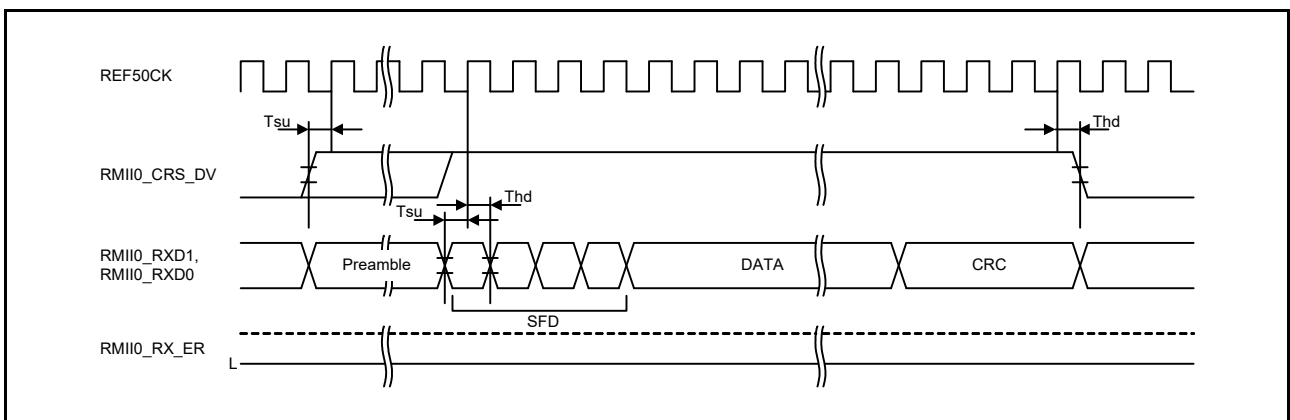 REF50CK
Tsu
Thd
RMII0_CRS_DV
Thd
Tsu
RMII0_RXD1,
RMII0_RXD0
Preamble
DATA
CRC
SFD
RMII0_RX_ER
L